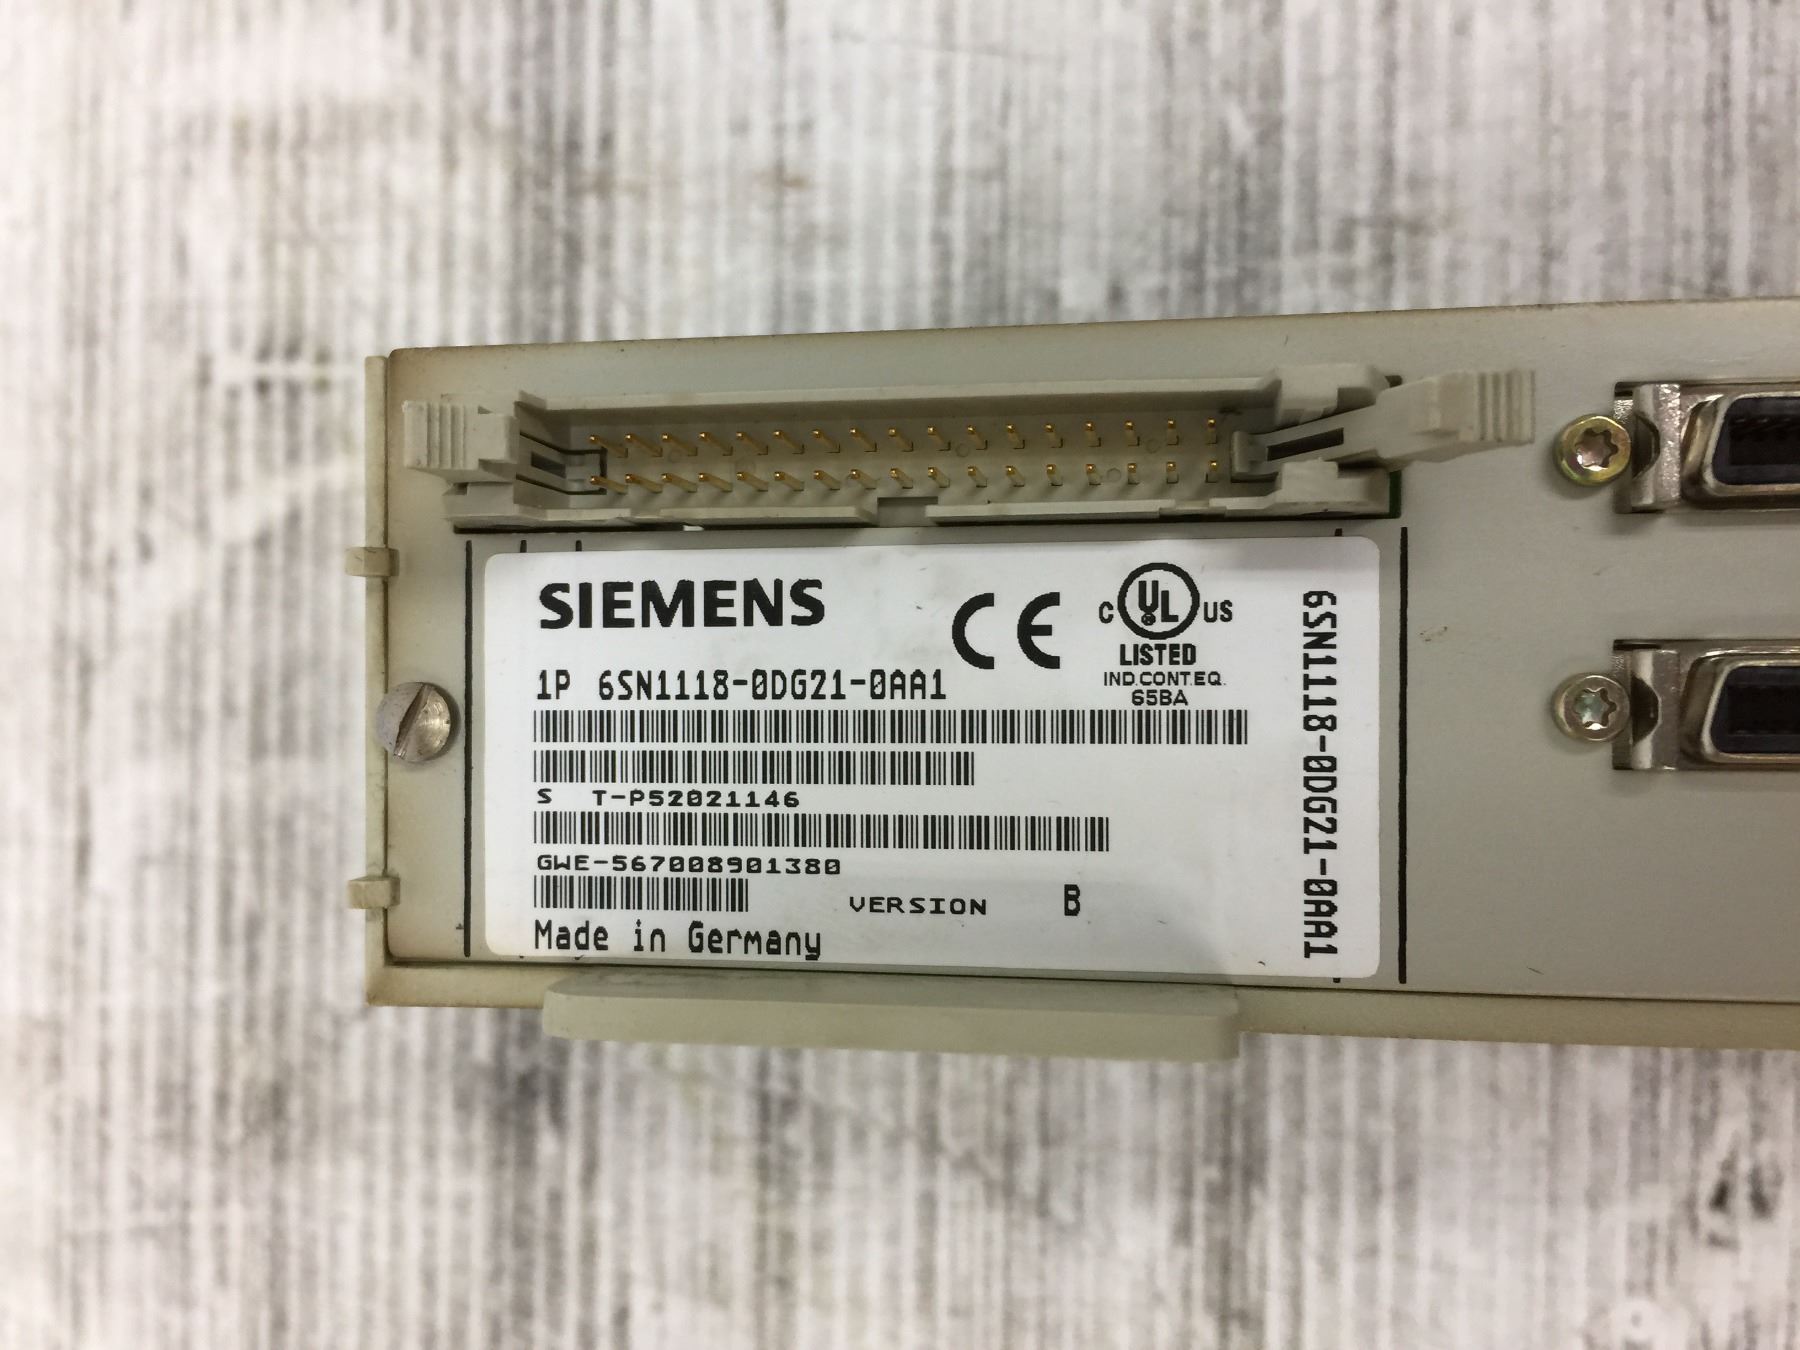 SIEMENS
CE
C UL US
LISTED
IND.CONT.EQ.
65BA
1P 6SN1118-0DG21-0AA1
S T-P52021146
GWE-567008901380
VERSION B
Made in Germany
6SN1118-0DG21-0AA1